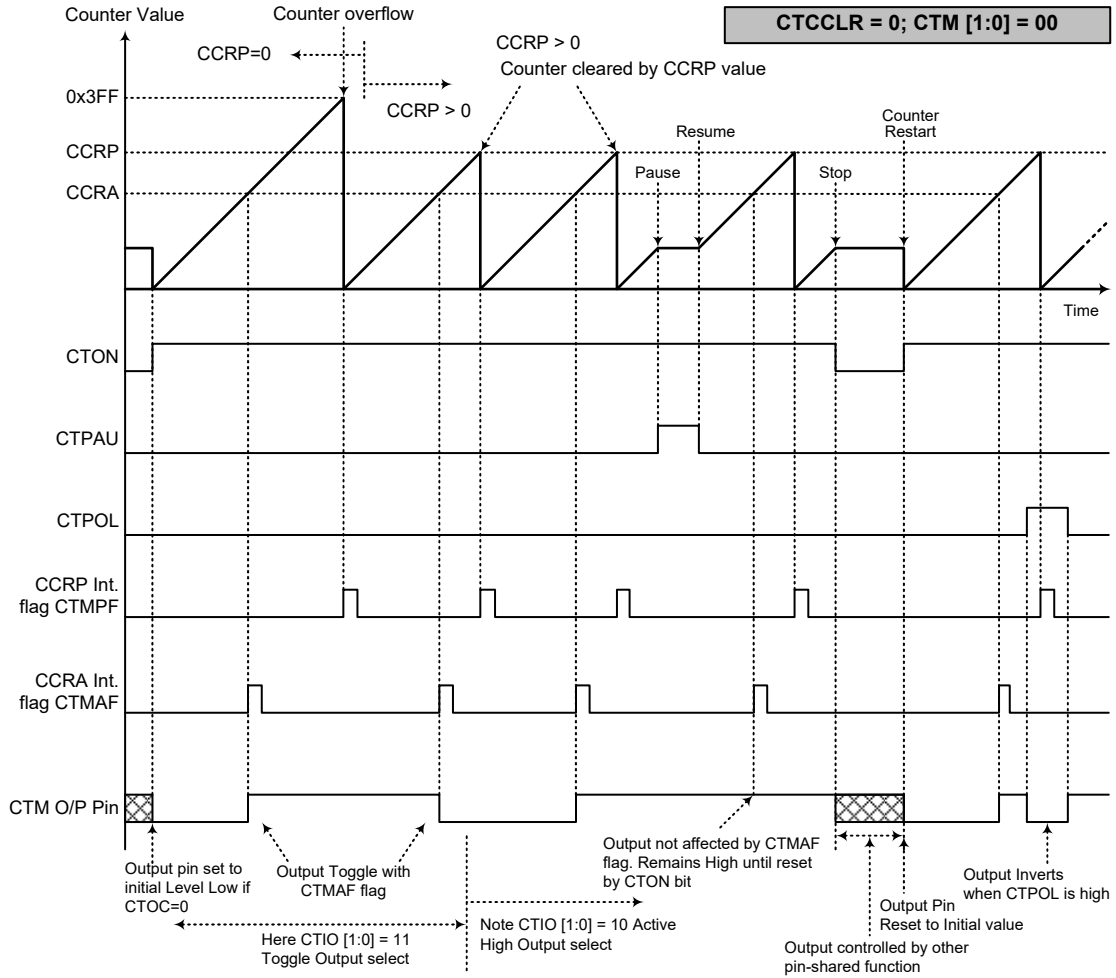 Counter Value
Counter overflow
CTCCLR = 0; CTM [1:0] = 00
CCRP=0
CCRP > 0
CCRP > 0
Counter cleared by CCRP value
0x3FF
CCRP
CCRA
Pause
Resume
Stop
Counter
Restart
Time
CTON
CTPAU
CTPOL
CCRP Int.
flag CTMPF
CCRA Int.
flag CTMAF
CTM O/P Pin
Output pin set to
initial Level Low if
CTOC=0
Output Toggle with
CTMAF flag
Here CTIO [1:0] = 11
Toggle Output select
Note CTIO [1:0] = 10 Active
High Output select
Output not affected by CTMAF
flag. Remains High until reset
by CTON bit
Output controlled by other
pin-shared function
Output Pin
Reset to Initial value
Output Inverts
when CTPOL is high